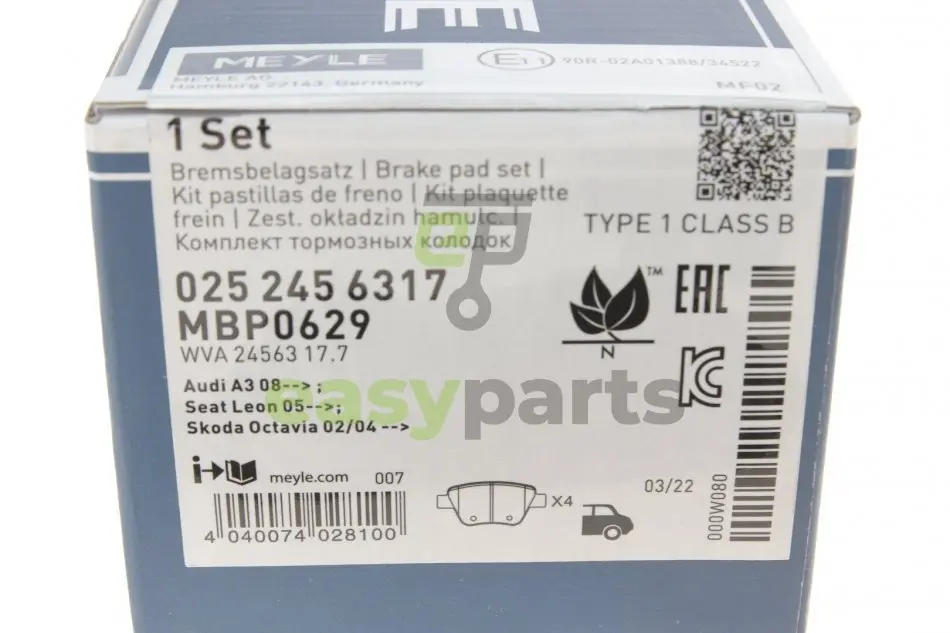 MEYLE
MEYLE AG
Hamburg 22143, Germany
E11
90R-02A01388/34522
MF02
1 Set
Bremsbelagsatz | Brake pad set |
Kit pastillas de freno | Kit plaquette
frein | Zest. okładzin hamulc
Комплект тормозных колодок
TYPE 1 CLASS B
025 245 6317
MBP0629
WVA 24563 17.7
TM
N
EAC
Audi A3 08--> ;
Seat Leon 05-->;
Skoda Octavia 02/04 -->
ep
easyparts
meyle.com
007
4 040074 028100
X4
03/22
000W080